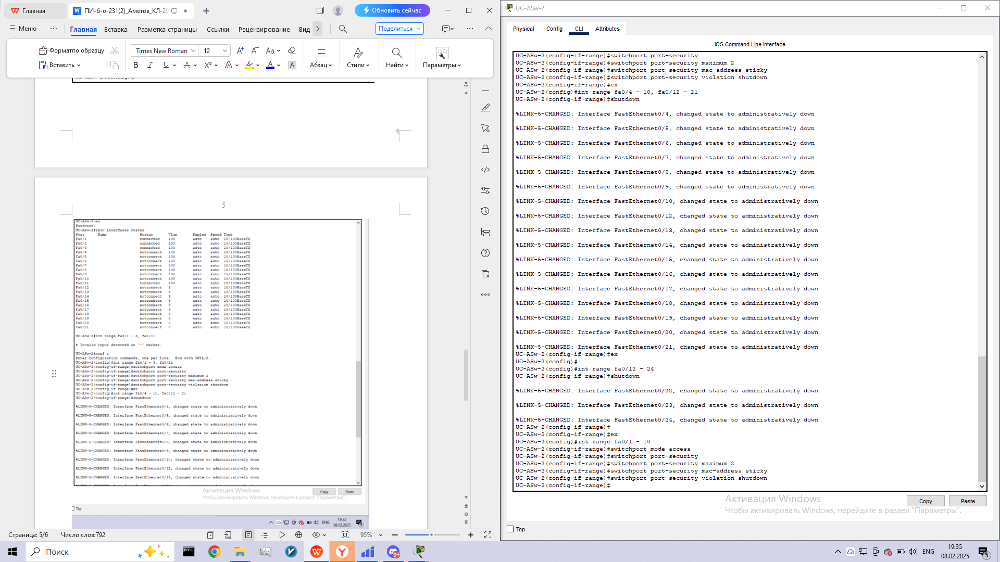 Главная
ПИ-6-о-231(2)_Аметов_КЛ-20
Обновить сейчас
Меню
Главная
Вставка
Разметка страницы
Ссылки
Рецензирование
Вид
Поделиться
Форматпо образцу
Вставить
Times New Roman
12
Абзац
Стили
Найти
Параметры
4
5
UC-ASw-2>en
Password:
UC-ASw-2#show interfaces status
Port Name Status Vlan Duplex Speed Type
Fa0/1 connected 100 auto auto 10/100BaseTX
Fa0/2 connected 100 auto auto 10/100BaseTX
Fa0/3 connected 100 auto auto 10/100BaseTX
Fa0/4 notconnect 100 auto auto 10/100BaseTX
Fa0/5 notconnect 100 auto auto 10/100BaseTX
Fa0/6 notconnect 100 auto auto 10/100BaseTX
Fa0/7 notconnect 100 auto auto 10/100BaseTX
Fa0/8 notconnect 100 auto auto 10/100BaseTX
Fa0/9 notconnect 100 auto auto 10/100BaseTX
Fa0/10 notconnect 100 auto auto 10/100BaseTX
Fa0/11 connected 200 auto auto 10/100BaseTX
Fa0/12 notconnect 3 auto auto 10/100BaseTX
Fa0/13 notconnect 3 auto auto 10/100BaseTX
Fa0/14 notconnect 3 auto auto 10/100BaseTX
Fa0/15 notconnect 3 auto auto 10/100BaseTX
Fa0/16 notconnect 3 auto auto 10/100BaseTX
Fa0/17 notconnect 3 auto auto 10/100BaseTX
Fa0/18 notconnect 3 auto auto 10/100BaseTX
Fa0/19 notconnect 3 auto auto 10/100BaseTX
Fa0/20 notconnect 3 auto auto 10/100BaseTX
Fa0/21 notconnect 3 auto auto 10/100BaseTX
UC-ASw-2#int range fa0/1 - 3, fa0/11
^
% Invalid input detected at '^' marker.
UC-ASw-2#conf t
Enter configuration commands, one per line. End with CNTL/Z.
UC-ASw-2(config)#int range fa0/1 - 3, fa0/11
UC-ASw-2(config-if-range)#switchport mode access
UC-ASw-2(config-if-range)#switchport port-security
UC-ASw-2(config-if-range)#switchport port-security maximum 2
UC-ASw-2(config-if-range)#switchport port-security mac-address sticky
UC-ASw-2(config-if-range)#switchport port-security violation shutdown
UC-ASw-2(config-if-range)#ex
UC-ASw-2(config)#int range fa0/4 - 10, fa0/12 - 21
UC-ASw-2(config-if-range)#shutdown
%LINK-5-CHANGED: Interface FastEthernet0/4, changed state to administratively down
%LINK-5-CHANGED: Interface FastEthernet0/5, changed state to administratively down
%LINK-5-CHANGED: Interface FastEthernet0/6, changed state to administratively down
%LINK-5-CHANGED: Interface FastEthernet0/7, changed state to administratively down
%LINK-5-CHANGED: Interface FastEthernet0/8, changed state to administratively down
%LINK-5-CHANGED: Interface FastEthernet0/9, changed state to administratively down
%LINK-5-CHANGED: Interface FastEthernet0/10, changed state to administratively down
%LINK-5-CHANGED: Interface FastEthernet0/12, changed state to administratively down
%LINK-5-CHANGED: Interface FastEthernet0/13, changed state to administratively down
Активация Windows
Чтобы активировать Windows, перейдите в раздел "Параметры".
Copy
Paste
Top
ENG
19:32
08.02.2025
Страница: 5/6
Число слов:792
95%
UC-ASw-2
Physical
Config
CLI
Attributes
IOS Command Line Interface
UC-ASw-2(config-if-range)#switchport port-security
UC-ASw-2(config-if-range)#switchport port-security maximum 2
UC-ASw-2(config-if-range)#switchport port-security mac-address sticky
UC-ASw-2(config-if-range)#switchport port-security violation shutdown
UC-ASw-2(config-if-range)#ex
UC-ASw-2(config)#int range fa0/4 - 10, fa0/12 - 21
UC-ASw-2(config-if-range)#shutdown
%LINK-5-CHANGED: Interface FastEthernet0/4, changed state to administratively down
%LINK-5-CHANGED: Interface FastEthernet0/5, changed state to administratively down
%LINK-5-CHANGED: Interface FastEthernet0/6, changed state to administratively down
%LINK-5-CHANGED: Interface FastEthernet0/7, changed state to administratively down
%LINK-5-CHANGED: Interface FastEthernet0/8, changed state to administratively down
%LINK-5-CHANGED: Interface FastEthernet0/9, changed state to administratively down
%LINK-5-CHANGED: Interface FastEthernet0/10, changed state to administratively down
%LINK-5-CHANGED: Interface FastEthernet0/12, changed state to administratively down
%LINK-5-CHANGED: Interface FastEthernet0/13, changed state to administratively down
%LINK-5-CHANGED: Interface FastEthernet0/14, changed state to administratively down
%LINK-5-CHANGED: Interface FastEthernet0/15, changed state to administratively down
%LINK-5-CHANGED: Interface FastEthernet0/16, changed state to administratively down
%LINK-5-CHANGED: Interface FastEthernet0/17, changed state to administratively down
%LINK-5-CHANGED: Interface FastEthernet0/18, changed state to administratively down
%LINK-5-CHANGED: Interface FastEthernet0/19, changed state to administratively down
%LINK-5-CHANGED: Interface FastEthernet0/20, changed state to administratively down
%LINK-5-CHANGED: Interface FastEthernet0/21, changed state to administratively down
UC-ASw-2(config-if-range)#ex
UC-ASw-2(config)#
UC-ASw-2(config)#int range fa0/12 - 24
UC-ASw-2(config-if-range)#shutdown
%LINK-5-CHANGED: Interface FastEthernet0/22, changed state to administratively down
%LINK-5-CHANGED: Interface FastEthernet0/23, changed state to administratively down
%LINK-5-CHANGED: Interface FastEthernet0/24, changed state to administratively down
UC-ASw-2(config-if-range)#
UC-ASw-2(config-if-range)#ex
UC-ASw-2(config)#int range fa0/1 - 10
UC-ASw-2(config-if-range)#switchport mode access
UC-ASw-2(config-if-range)#switchport port-security
UC-ASw-2(config-if-range)#switchport port-security maximum 2
UC-ASw-2(config-if-range)#switchport port-security mac-address sticky
UC-ASw-2(config-if-range)#switchport port-security violation shutdown
UC-ASw-2(config-if-range)#
Активация Windows
Чтобы активировать Windows, перейдите в раздел "Параметры".
Copy
Paste
Top
Поиск
9+
ENG
19:35
08.02.2025
5